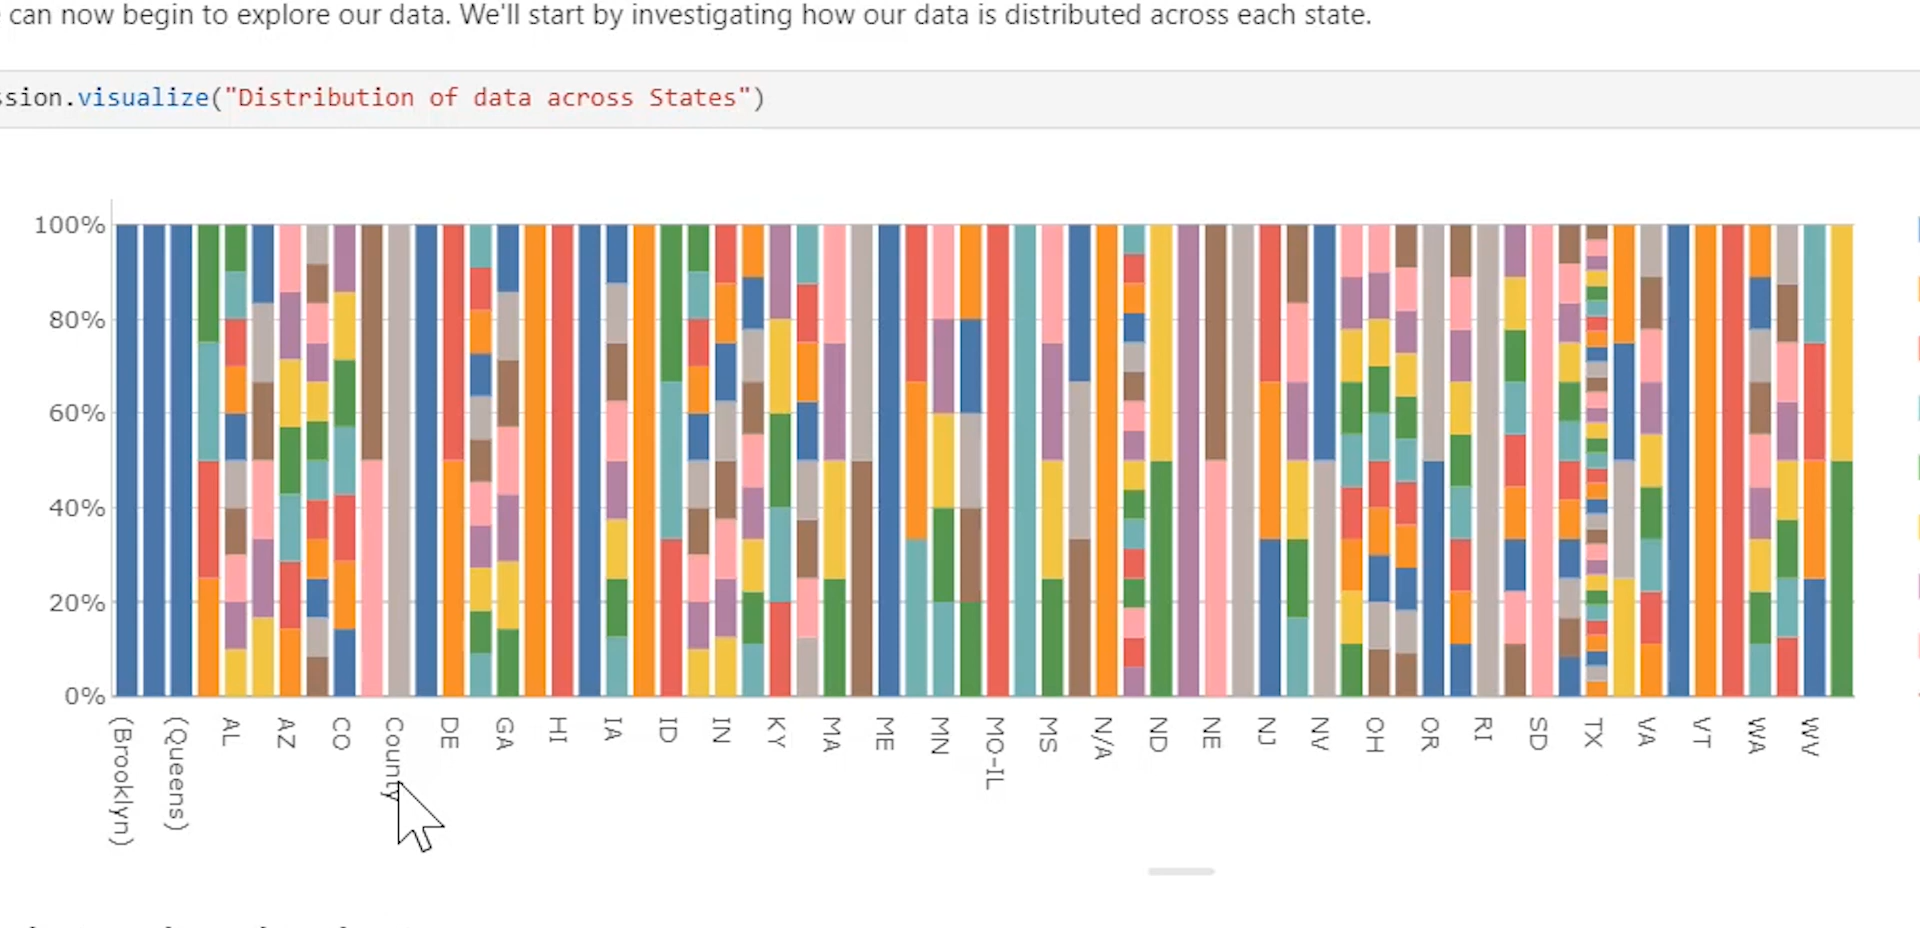 can now begin to explore our data. We'll start by investigating how our data is distributed across each state.
ssion.visualize("Distribution of data across States")
100%
80%
60%
40%
20%
0%
(Brooklyn)
(Queens)
AL
AZ
CO
County
DE
GA
HI
IA
ID
IN
KY
MA
ME
MN
MO-IL
MS
N/A
ND
NE
NJ
NV
OH
OR
RI
SD
TX
VA
VT
WA
WV